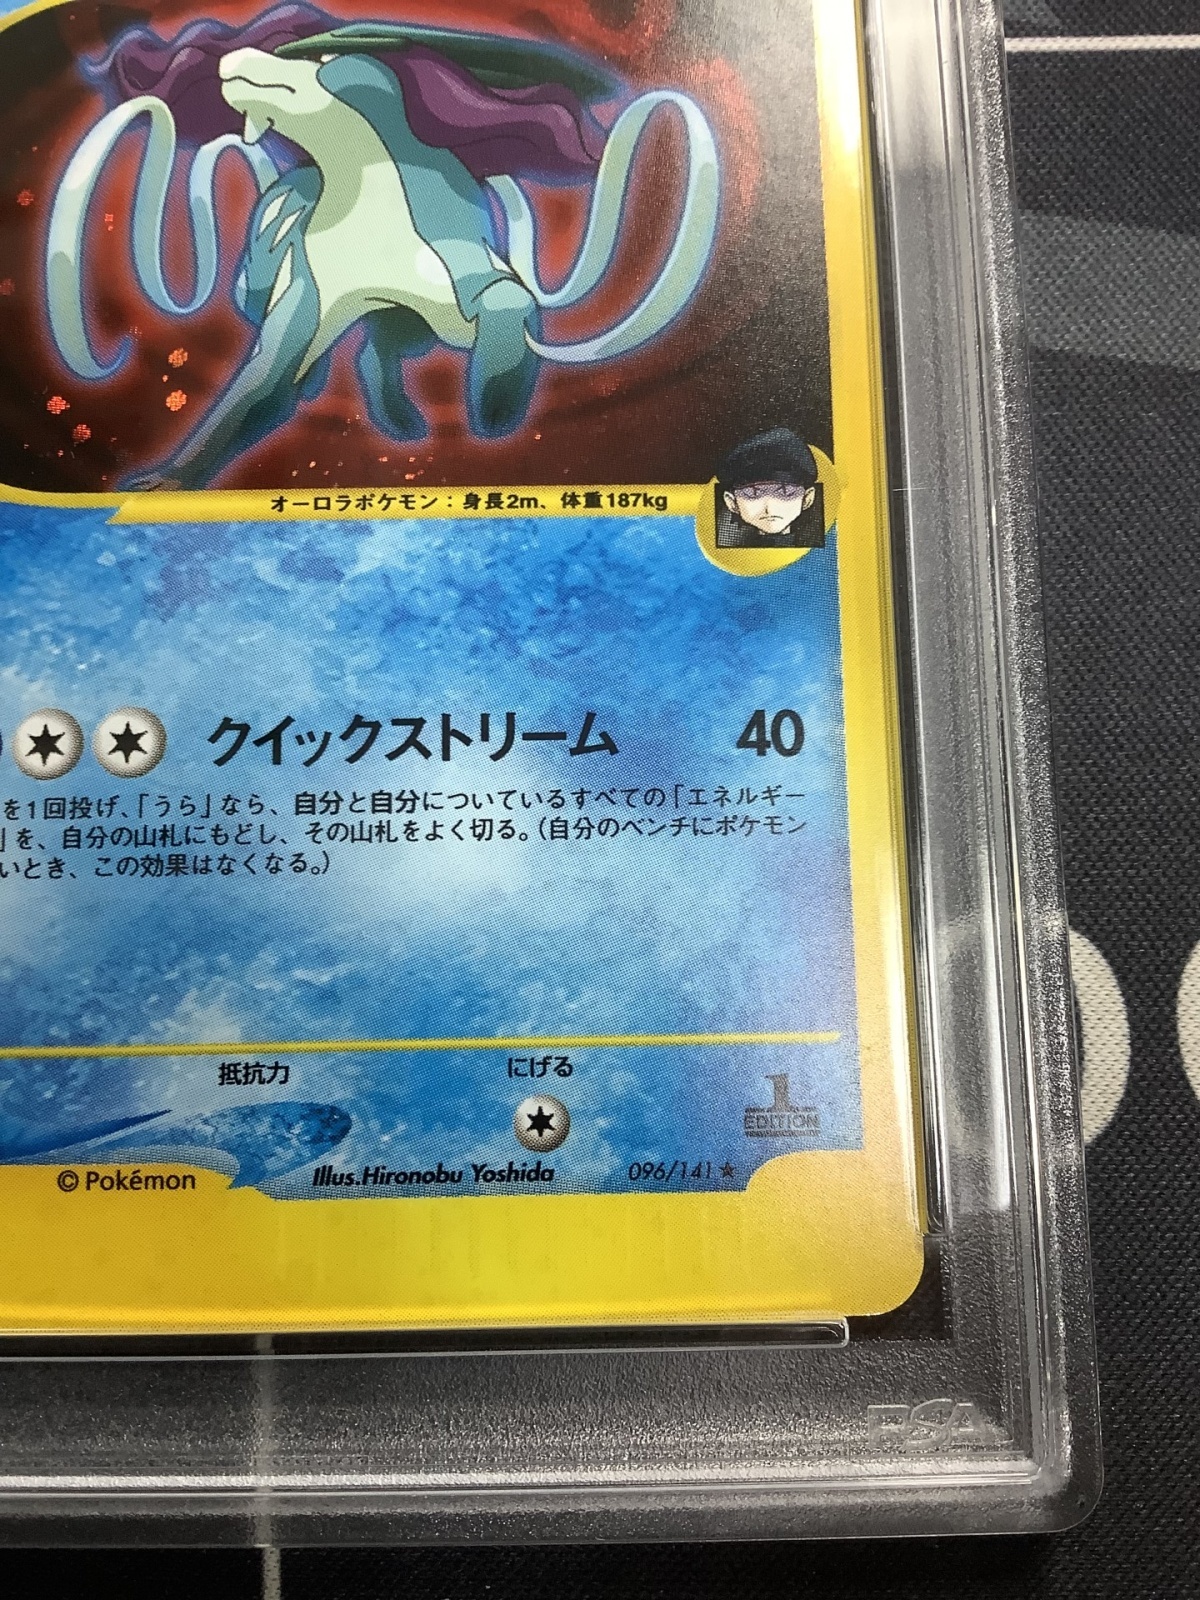 オーロラポケモン：身長2m、体重187kg
クイックストリーム 40
を1回投げ、「うら」なら、自分と自分についているすべての「エネルギー
」を、自分の山札にもどし、その山札をよく切る。（自分のベンチにポケモン
いとき、この効果はなくなる。）
抵抗力 にげる
1
EDITION
© Pokémon Illus.Hironobu Yoshida 096/141★
PSA